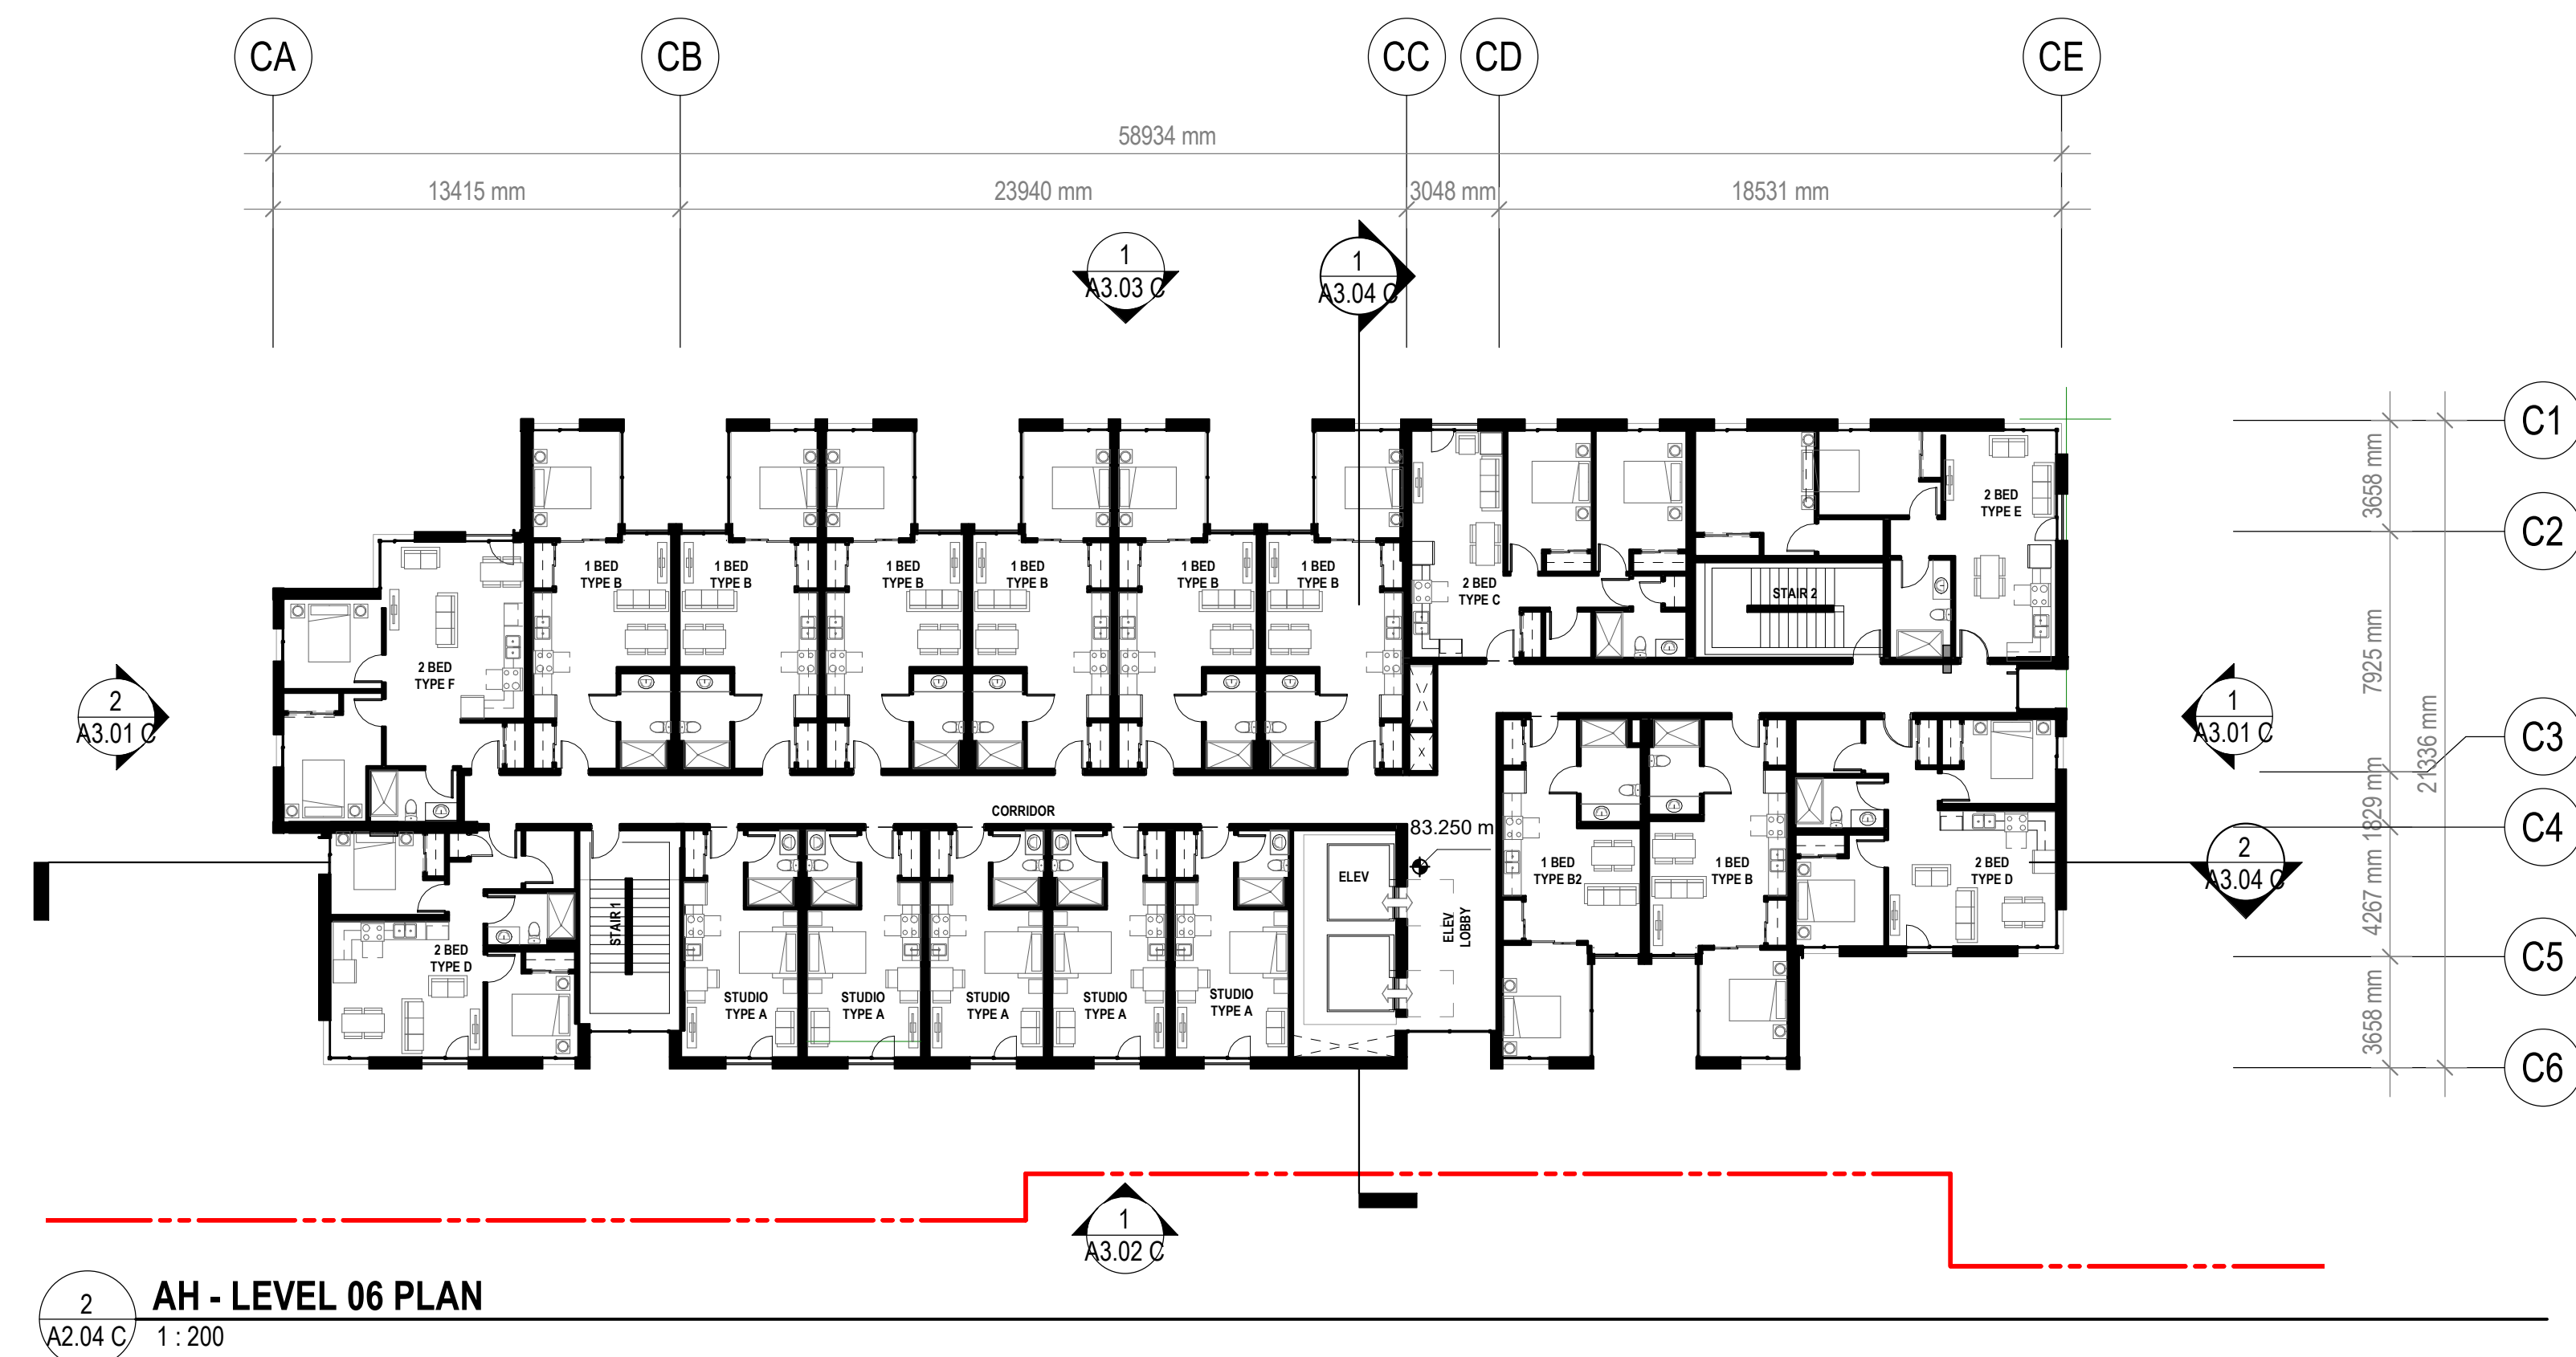 CA
CB
CC
CD
CE
58934 mm
13415 mm
23940 mm
3048 mm
18531 mm
1
A3.03 C
1
A3.04 C
C1
C2
C3
C4
C5
C6
3658 mm
7925 mm
1829 mm
4267 mm
3658 mm
21336 mm
2
A3.01 C
1
A3.01 C
2
A3.04 C
1 BED
TYPE B
1 BED
TYPE B
1 BED
TYPE B
1 BED
TYPE B
1 BED
TYPE B
1 BED
TYPE B
2 BED
TYPE C
STAIR 2
2 BED
TYPE E
2 BED
TYPE F
CORRIDOR
83.250 m
2 BED
TYPE D
STAIR 1
STUDIO
TYPE A
STUDIO
TYPE A
STUDIO
TYPE A
STUDIO
TYPE A
STUDIO
TYPE A
ELEV
ELEV
LOBBY
1 BED
TYPE B2
1 BED
TYPE B
2 BED
TYPE D
1
A3.02 C
2
A2.04 C
AH - LEVEL 06 PLAN
1 : 200